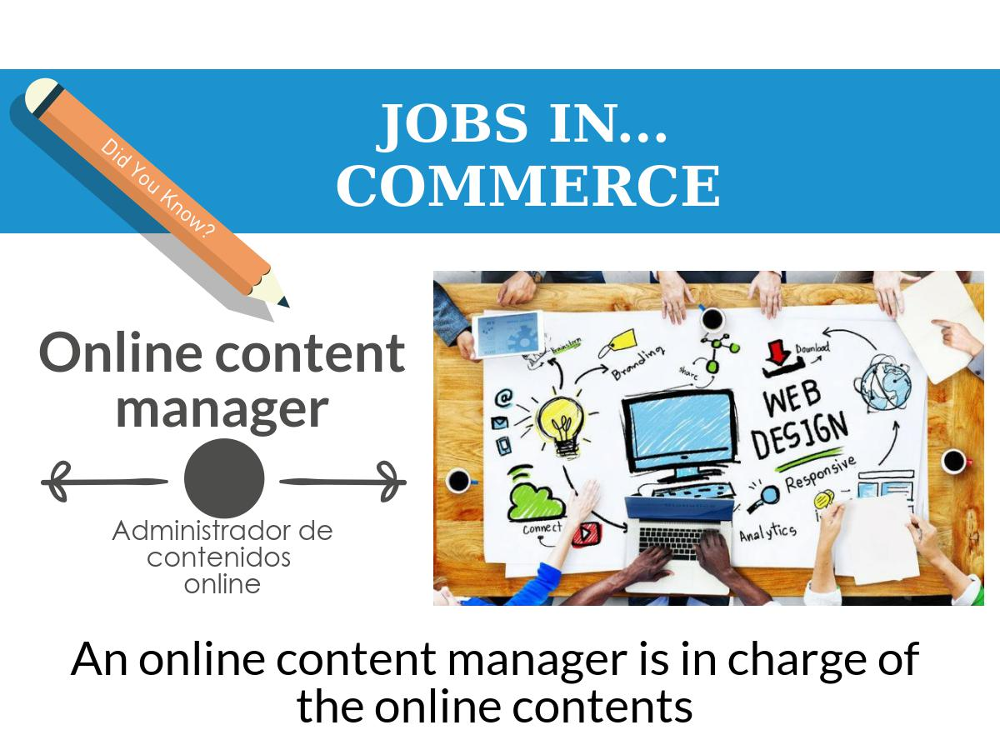 JOBS IN...
COMMERCE
Did You Know?
Online content
manager
Administrador de
contenidos
online
Brainstorm
Branding
share
Download
WEB
DESIGN
Responsive
Connect
Analytics
An online content manager is in charge of
the online contents